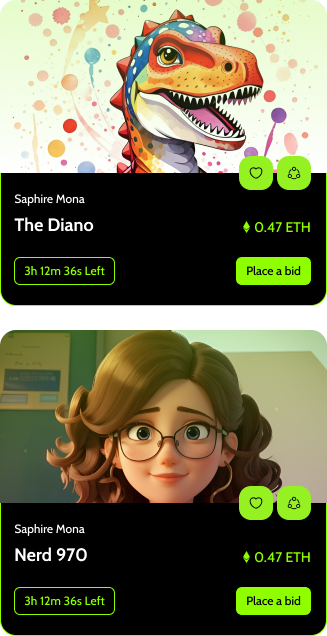 Saphire Mona
The Diano
0.47 ETH
3h 12m 36s Left
Place a bid
Saphire Mona
Nerd 970
0.47 ETH
3h 12m 36s Left
Place a bid